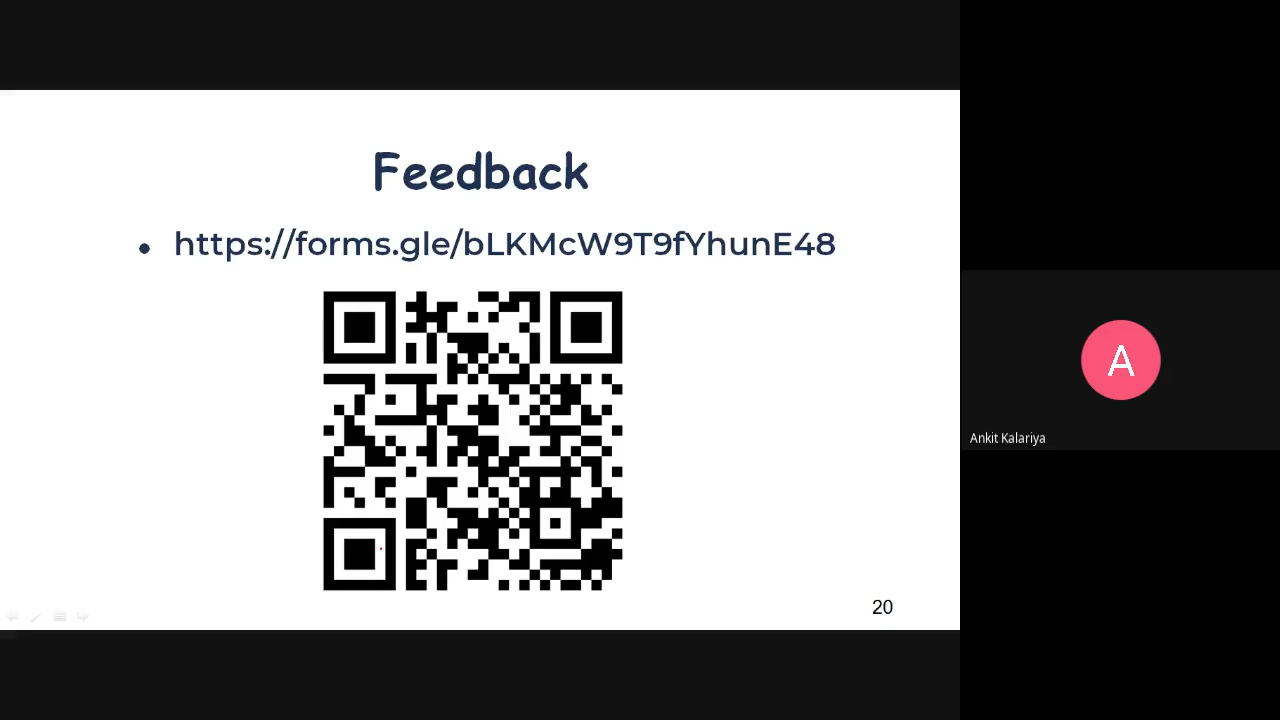 Feedback
• https://forms.gle/bLKMcW9T9fYhunE48
20
A
Ankit Kalariya